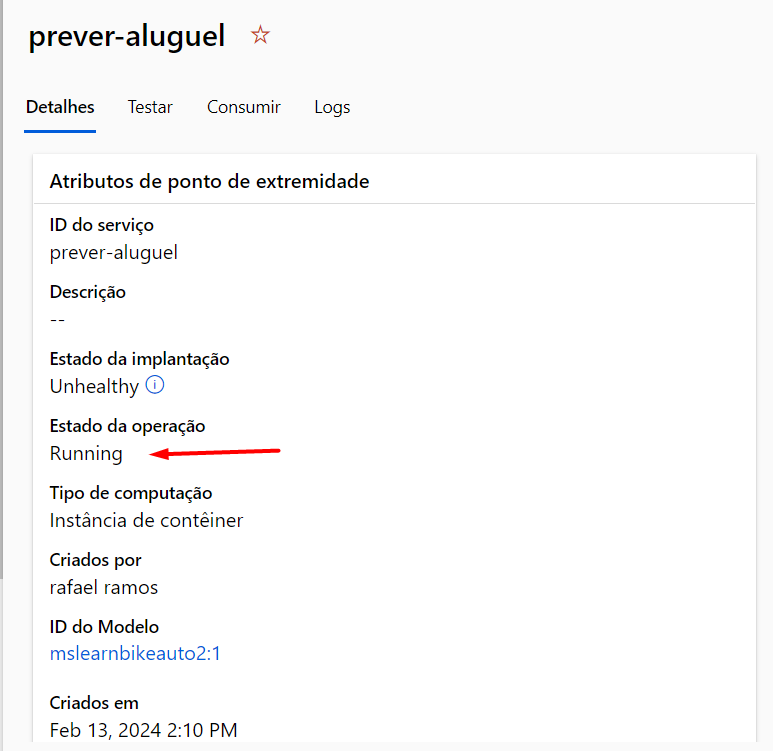 prever-aluguel
Detalhes Testar Consumir Logs
Atributos de ponto de extremidade
ID do serviço
prever-aluguel
Descrição
--
Estado da implantação
Unhealthy
Estado da operação
Running
Tipo de computação
Instância de contêiner
Criados por
rafael ramos
ID do Modelo
mslearnbikeauto2:1
Criados em
Feb 13, 2024 2:10 PM